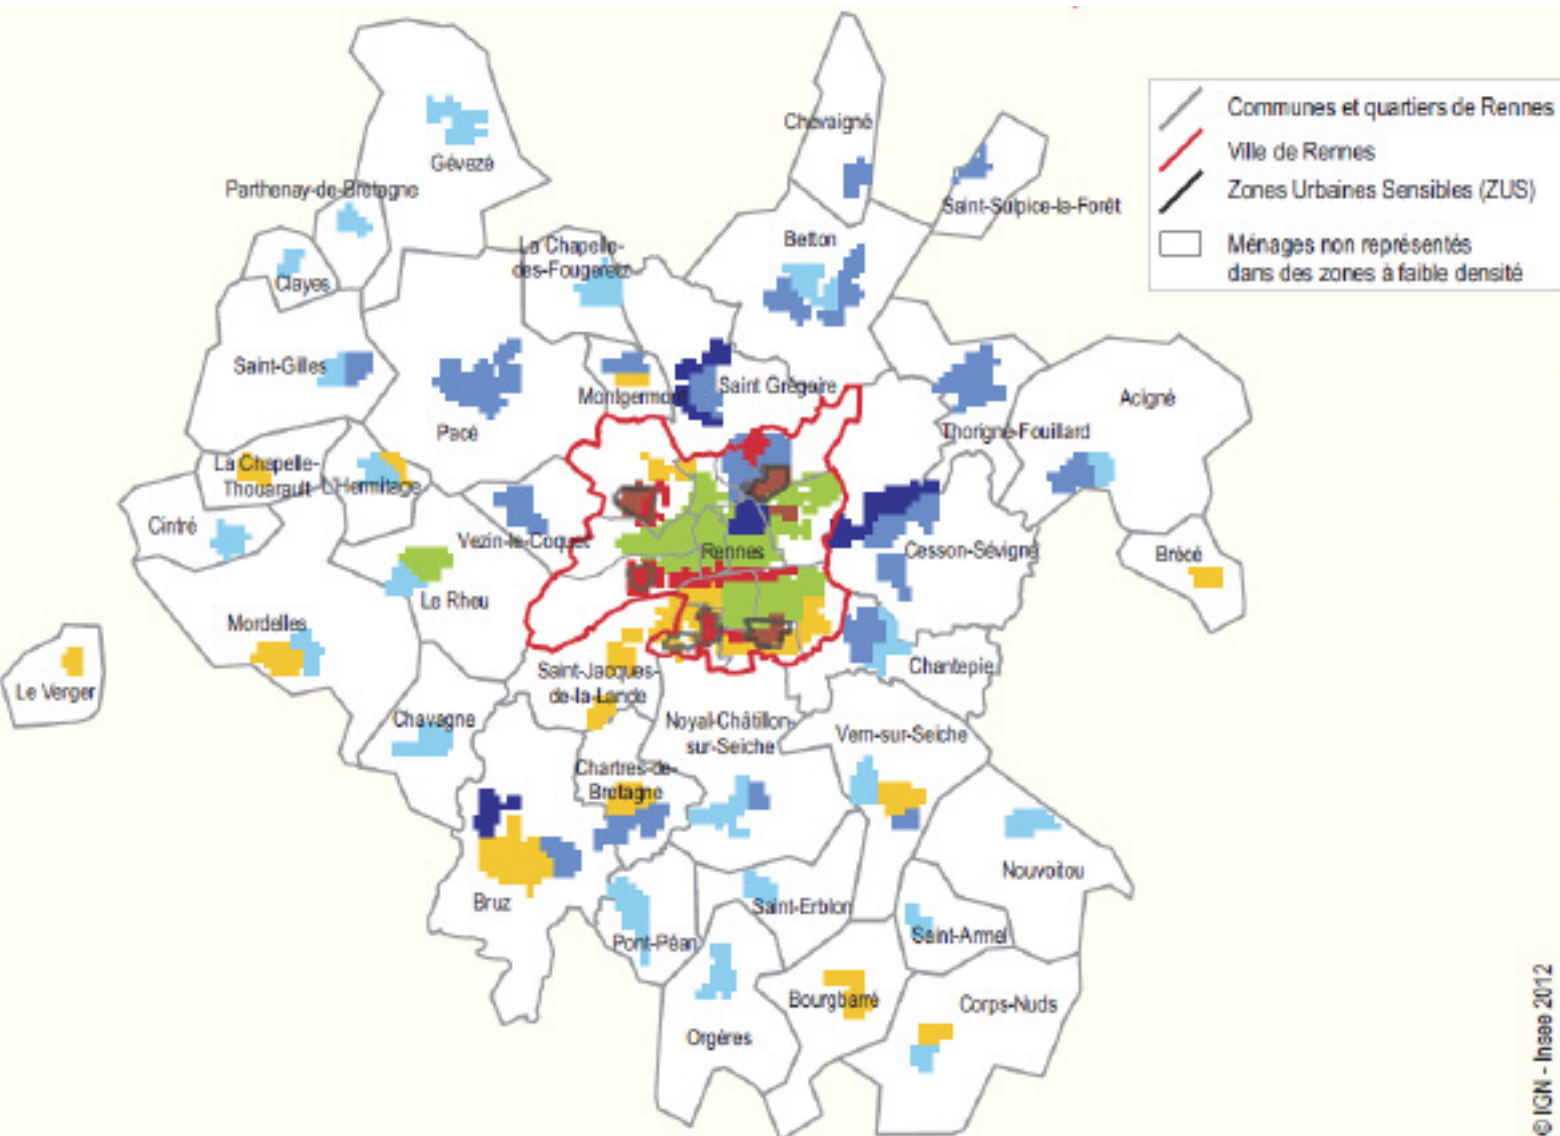 Communes et quartiers de Rennes
Ville de Rennes
Zones Urbaines Sensibles (ZUS)
Ménages non représentés
dans des zones à faible densité
Chevaigné
Gévezé
Parthenay-de-Bretagne
Saint-Sulpice-la-Forêt
Betton
La Chapelle-
des-Fougeretz
Clayes
Saint-Gilles
Montgermont
Saint Grégoire
Acigné
Pacé
Thorigné-Fouillard
La Chapelle-
Thouarault
L'Hermitage
Cintré
Vezin-le-Coquet
Rennes
Cesson-Sévigné
Brécé
Le Rheu
Mordelles
Chantepie
Saint-Jacques-
de-la-Lande
Le Verger
Chavagne
Noyal-Châtillon-
sur-Seiche
Vern-sur-Seiche
Chartres-de-
Bretagne
Nouvoitou
Bruz
Saint-Erblon
Saint-Armel
Pont-Péan
Bourgbarré
Corps-Nuds
Orgères
© IGN - Insee 2012